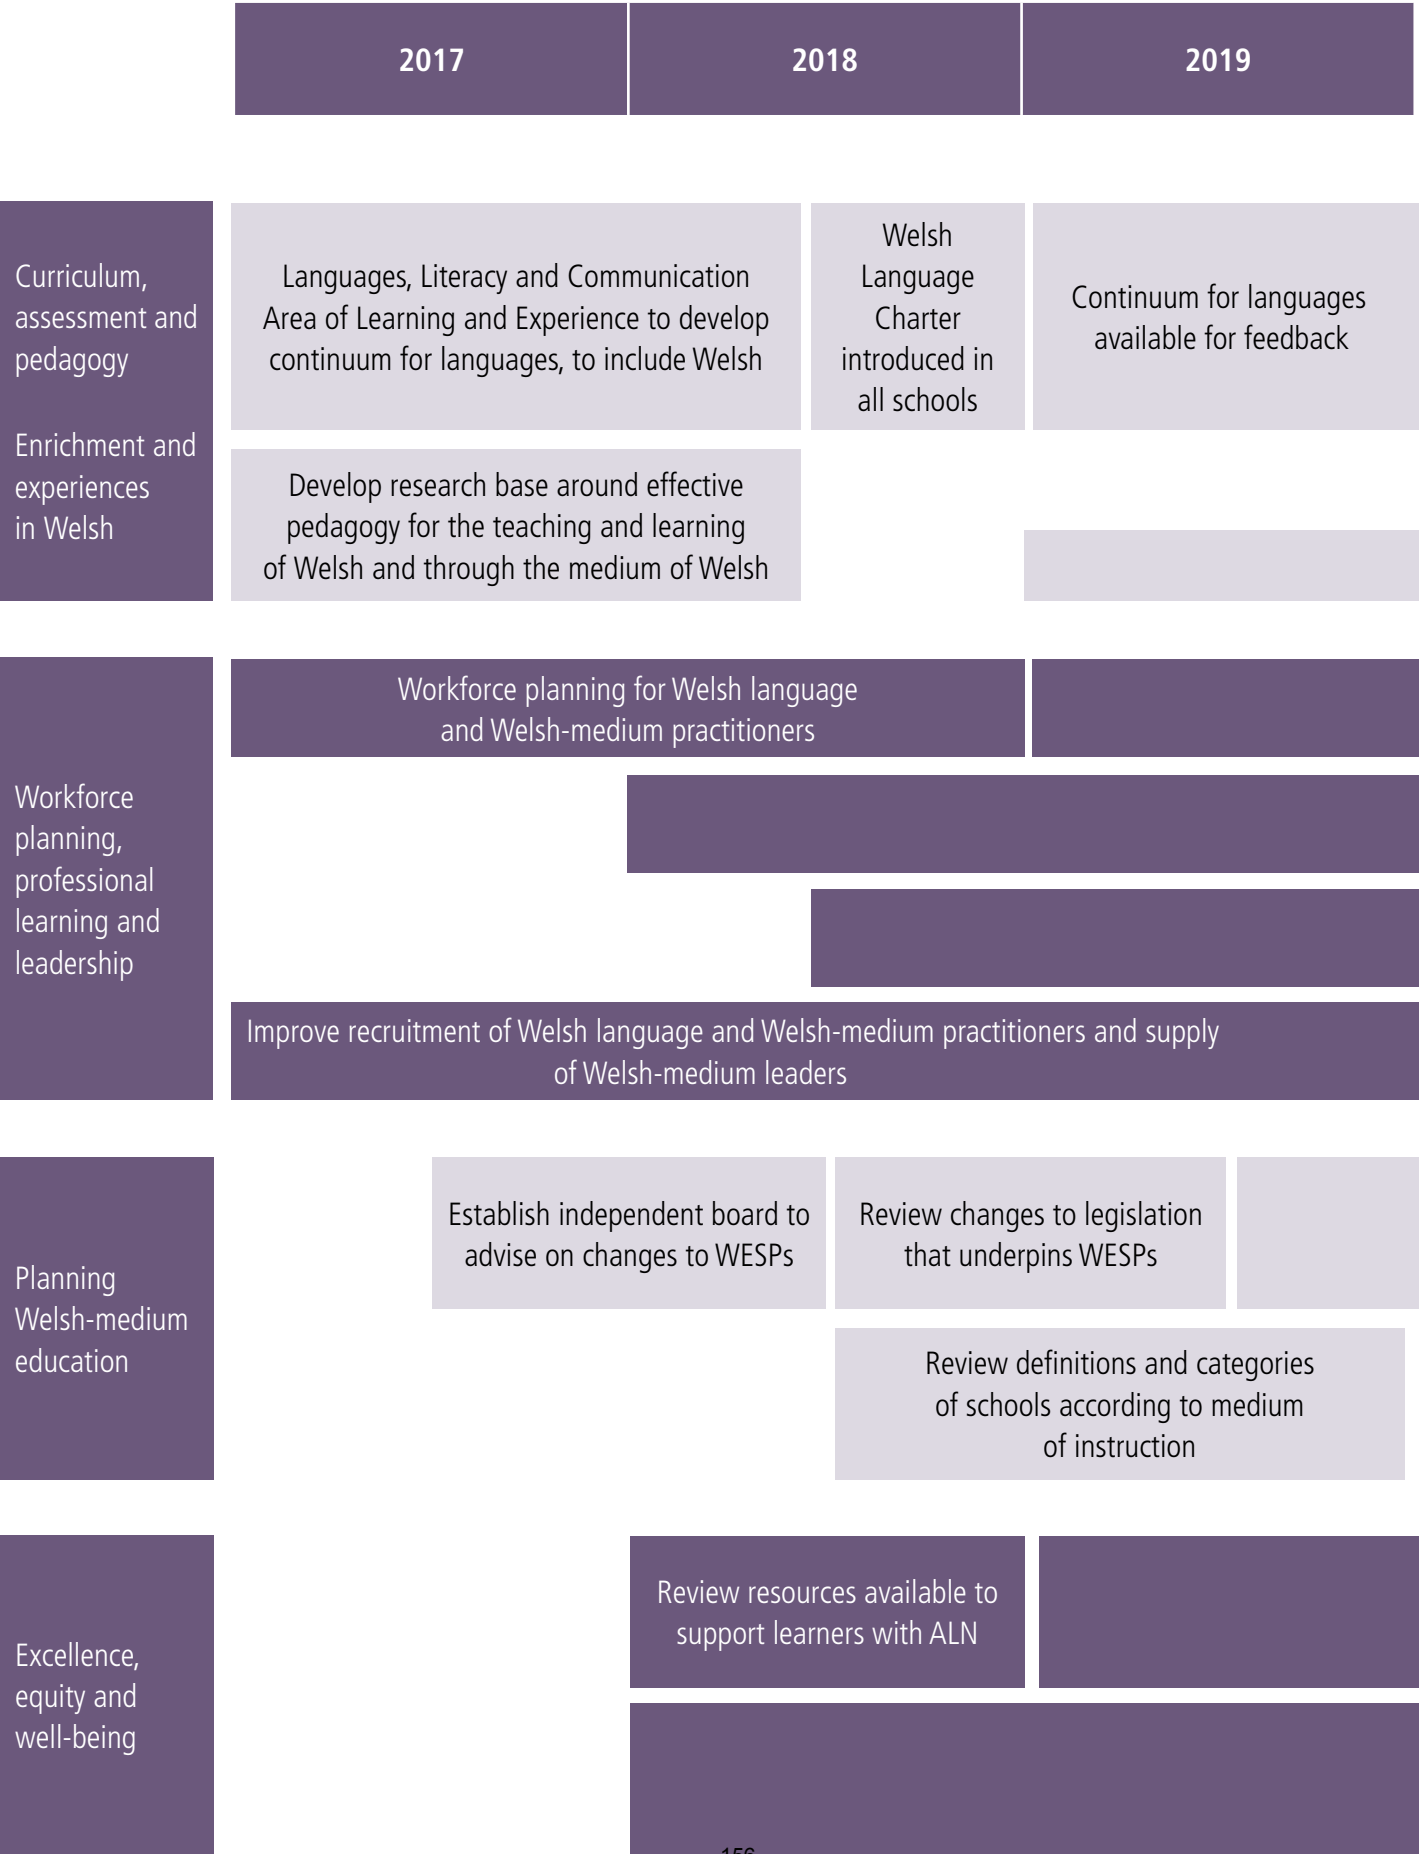 2017
2018
2019
Curriculum,
assessment and
pedagogy
Enrichment and
experiences
in Welsh
Languages, Literacy and Communication
Area of Learning and Experience to develop
continuum for languages, to include Welsh
Welsh
Language
Charter
introduced in
all schools
Continuum for languages
available for feedback
Develop research base around effective
pedagogy for the teaching and learning
of Welsh and through the medium of Welsh
Workforce
planning,
professional
learning and
leadership
Workforce planning for Welsh language
and Welsh-medium practitioners
Improve recruitment of Welsh language and Welsh-medium practitioners and supply
of Welsh-medium leaders
Planning
Welsh-medium
education
Establish independent board to
advise on changes to WESPs
Review changes to legislation
that underpins WESPs
Review definitions and categories
of schools according to medium
of instruction
Excellence,
equity and
well-being
Review resources available to
support learners with ALN
156